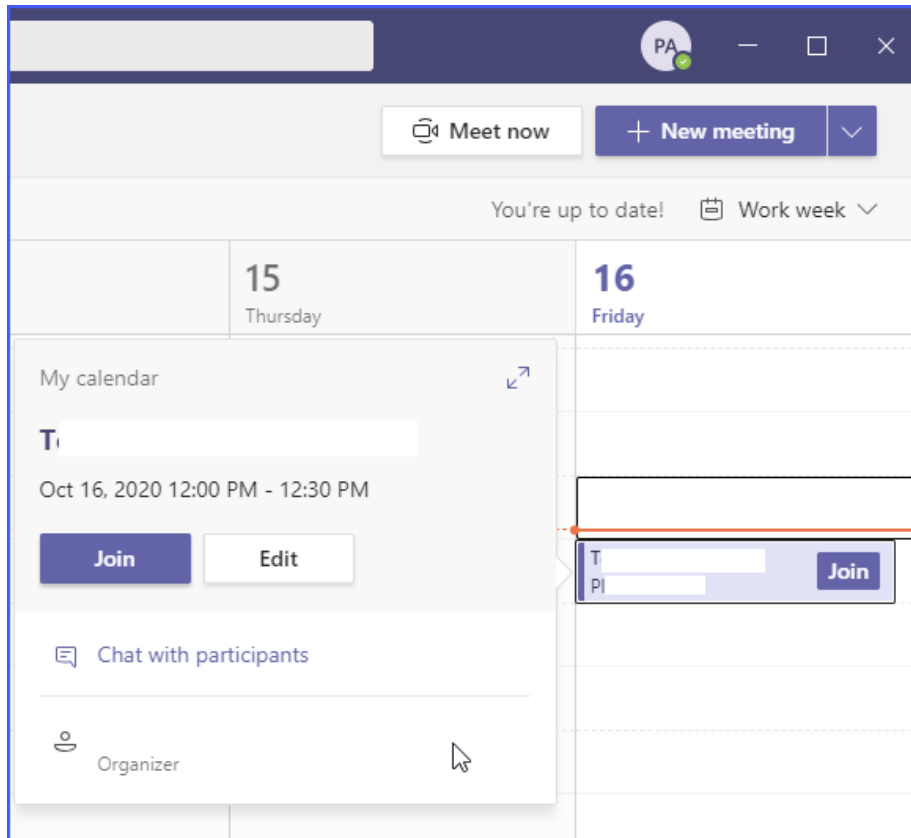 PA
Meet now
New meeting
You're up to date!
Work week
15
Thursday
16
Friday
My calendar
Oct 16, 2020 12:00 PM - 12:30 PM
Join
Edit
Join
Chat with participants
Organizer